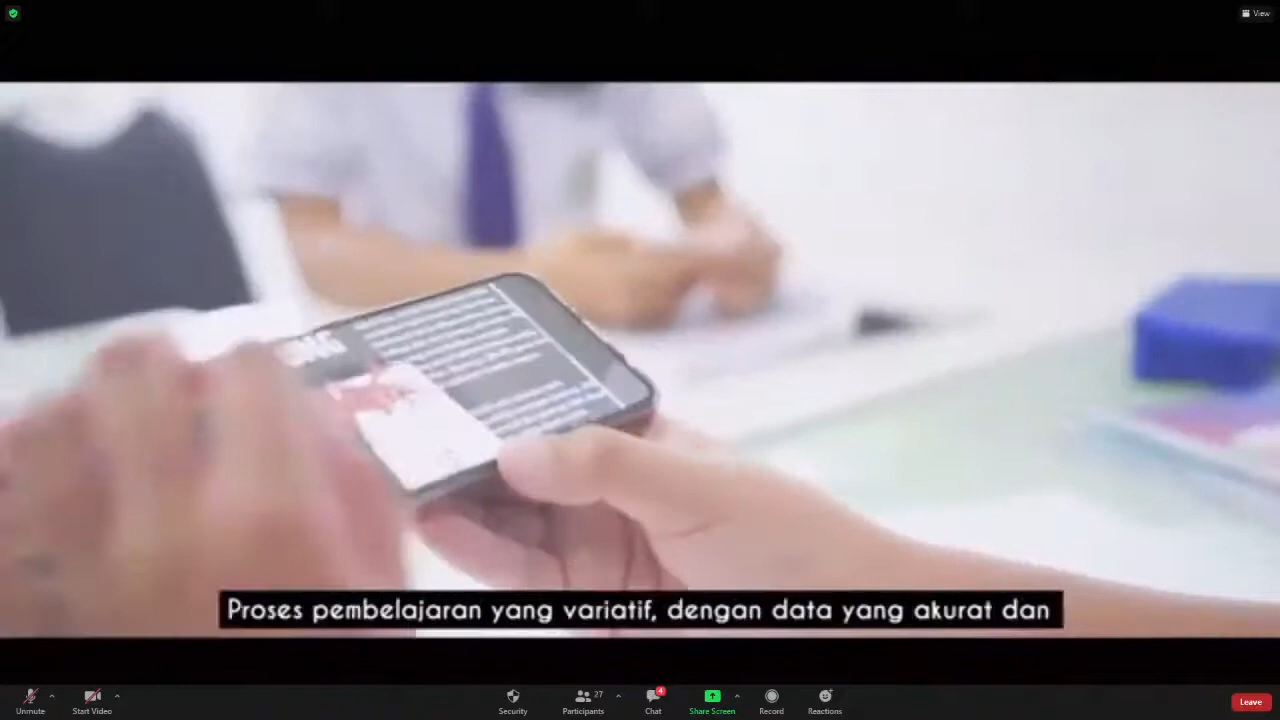 View
Proses pembelajaran yang variatif, dengan data yang akurat dan
Unmute
Start Video
Security
27
Participants
4
Chat
Share Screen
Record
Reactions
Leave